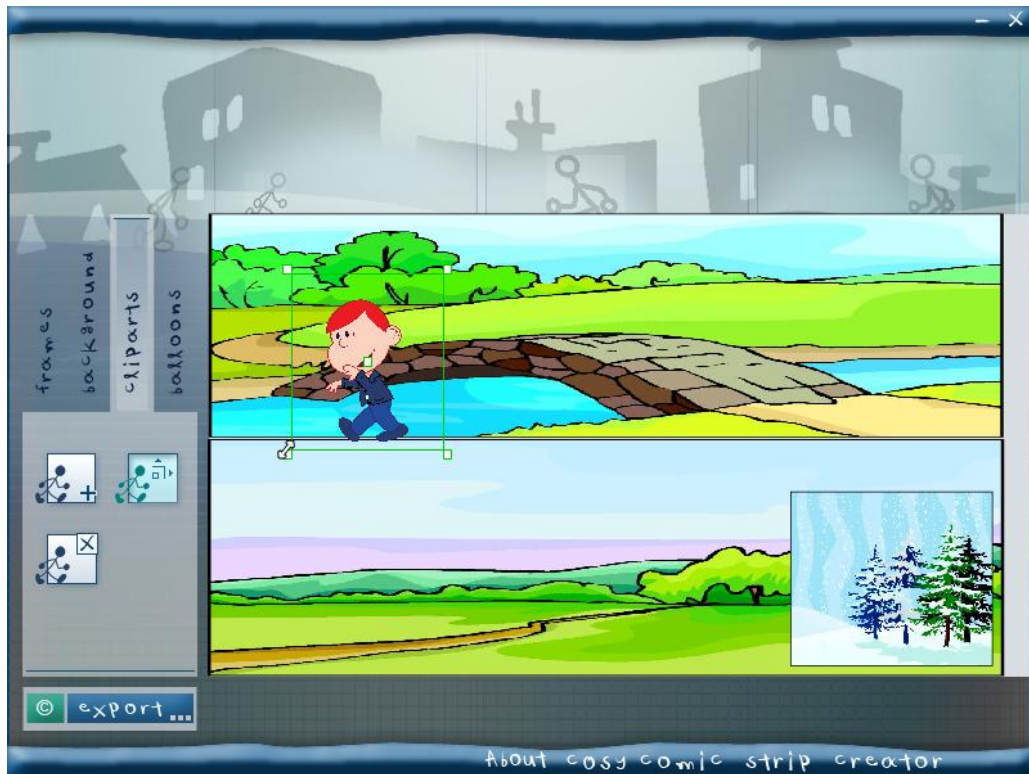 frames
background
cliparts
balloons
© export...
About cosy comic strip creator